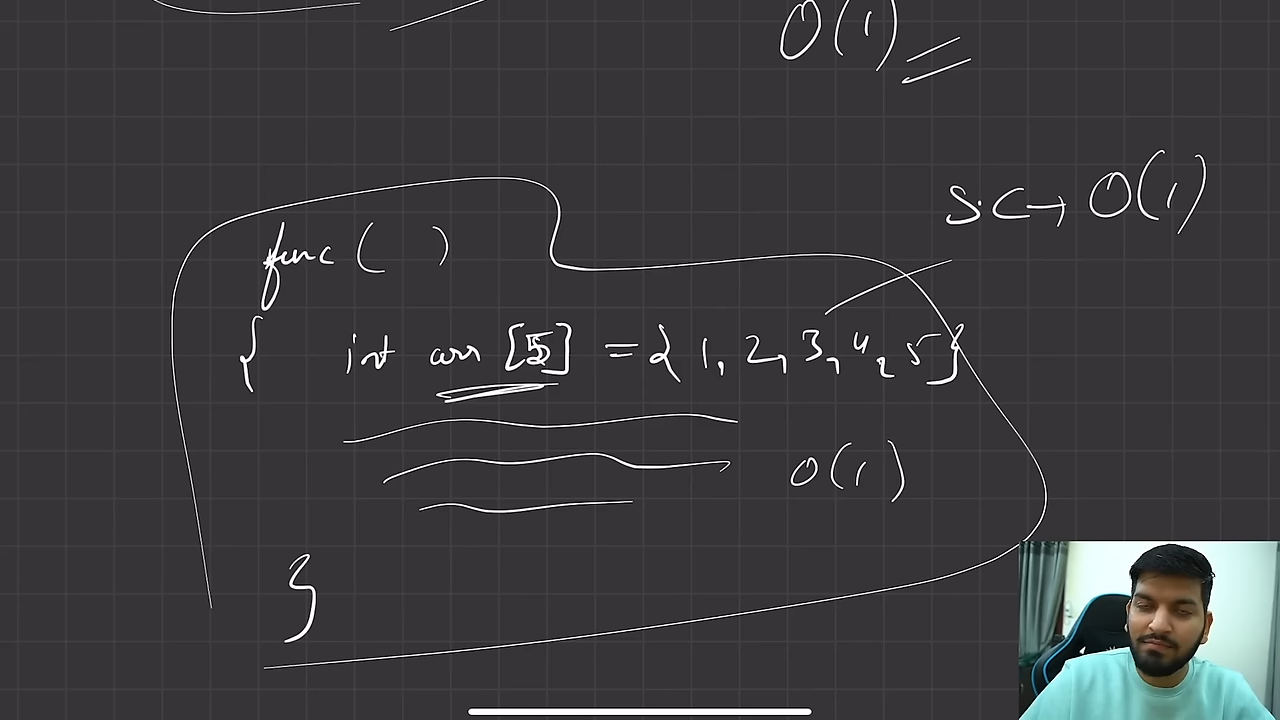 O(1)
S.C → O(1)
func ( )
{ int arr [5] = { 1, 2, 3, 4, 5 }
O(1)
}